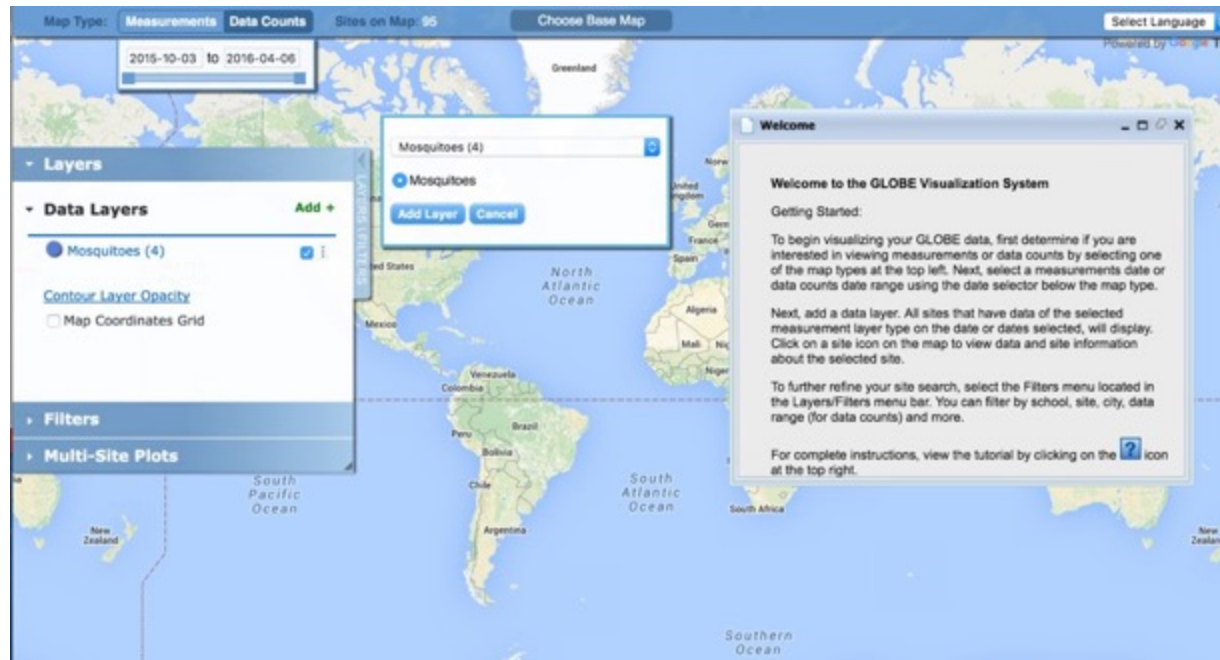 Map Type: Measurements Data Counts Sites on Map: 95 Choose Base Map Select Language
Powered by Google T
2015-10-03 to 2016-04-06
Greenland
Layers
LAYERS\FILTERS
Data Layers Add +
Mosquitoes (4)
Contour Layer Opacity
Map Coordinates Grid
Filters
Multi-Site Plots
Mosquitoes (4)
Mosquitoes
Add Layer Cancel
Welcome
Welcome to the GLOBE Visualization System
Getting Started:
To begin visualizing your GLOBE data, first determine if you are
interested in viewing measurements or data counts by selecting one
of the map types at the top left. Next, select a measurements date or
data counts date range using the date selector below the map type.
Next, add a data layer. All sites that have data of the selected
measurement layer type on the date or dates selected, will display.
Click on a site icon on the map to view data and site information
about the selected site.
To further refine your site search, select the Filters menu located in
the Layers/Filters menu bar. You can filter by school, site, city, data
range (for data counts) and more.
For complete instructions, view the tutorial by clicking on the ? icon
at the top right.
Norw
United
ingdom
Germ
France
Spain
ed States
North
Atlantic
Ocean
Algeria
Mexico
Mali Nig
Niger
Venezuela
Colombia
Brazil
Peru
Bolivia
Chile
South
Pacific
Ocean
South
Atlantic
Ocean
South Africa
Argentina
New
Zealand
New
Zealan
Southern
Ocean